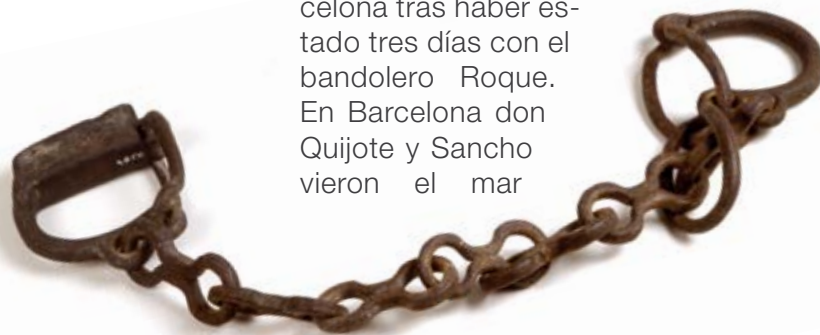 celona tras haber es-
tado tres días con el
bandolero Roque.
En Barcelona don
Quijote y Sancho
vieron el mar